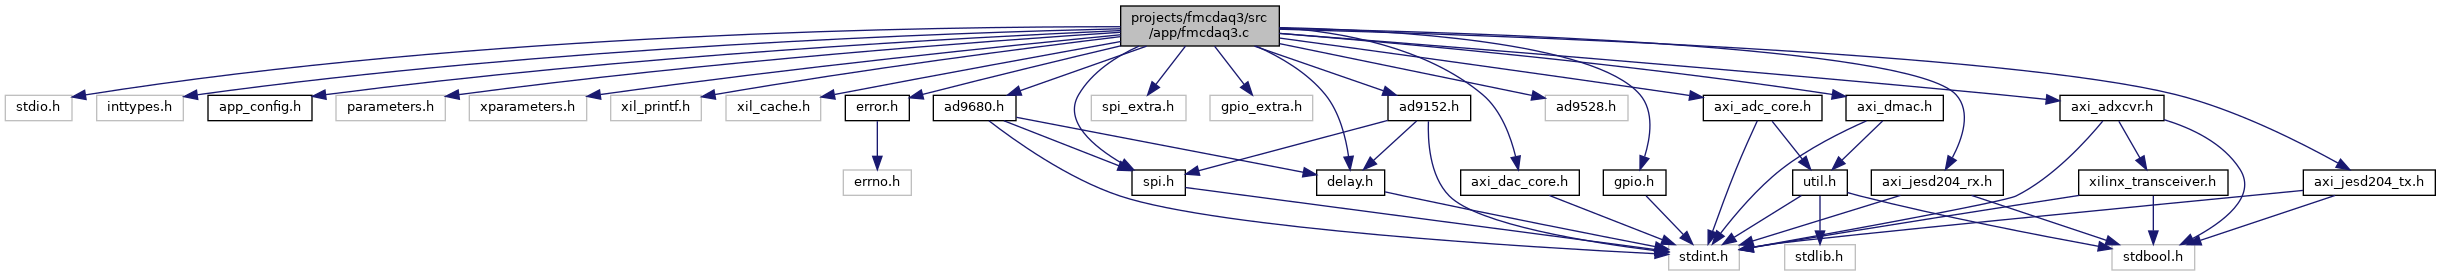 projects/fmcdaq3/src
/app/fmcdaq3.c
stdio.h
inttypes.h
app_config.h
parameters.h
xparameters.h
xil_printf.h
xil_cache.h
error.h
ad9680.h
spi_extra.h
gpio_extra.h
ad9152.h
ad9528.h
axi_adc_core.h
axi_dmac.h
axi_adxcvr.h
errno.h
spi.h
delay.h
axi_dac_core.h
gpio.h
util.h
axi_jesd204_rx.h
xilinx_transceiver.h
axi_jesd204_tx.h
stdint.h
stdlib.h
stdbool.h